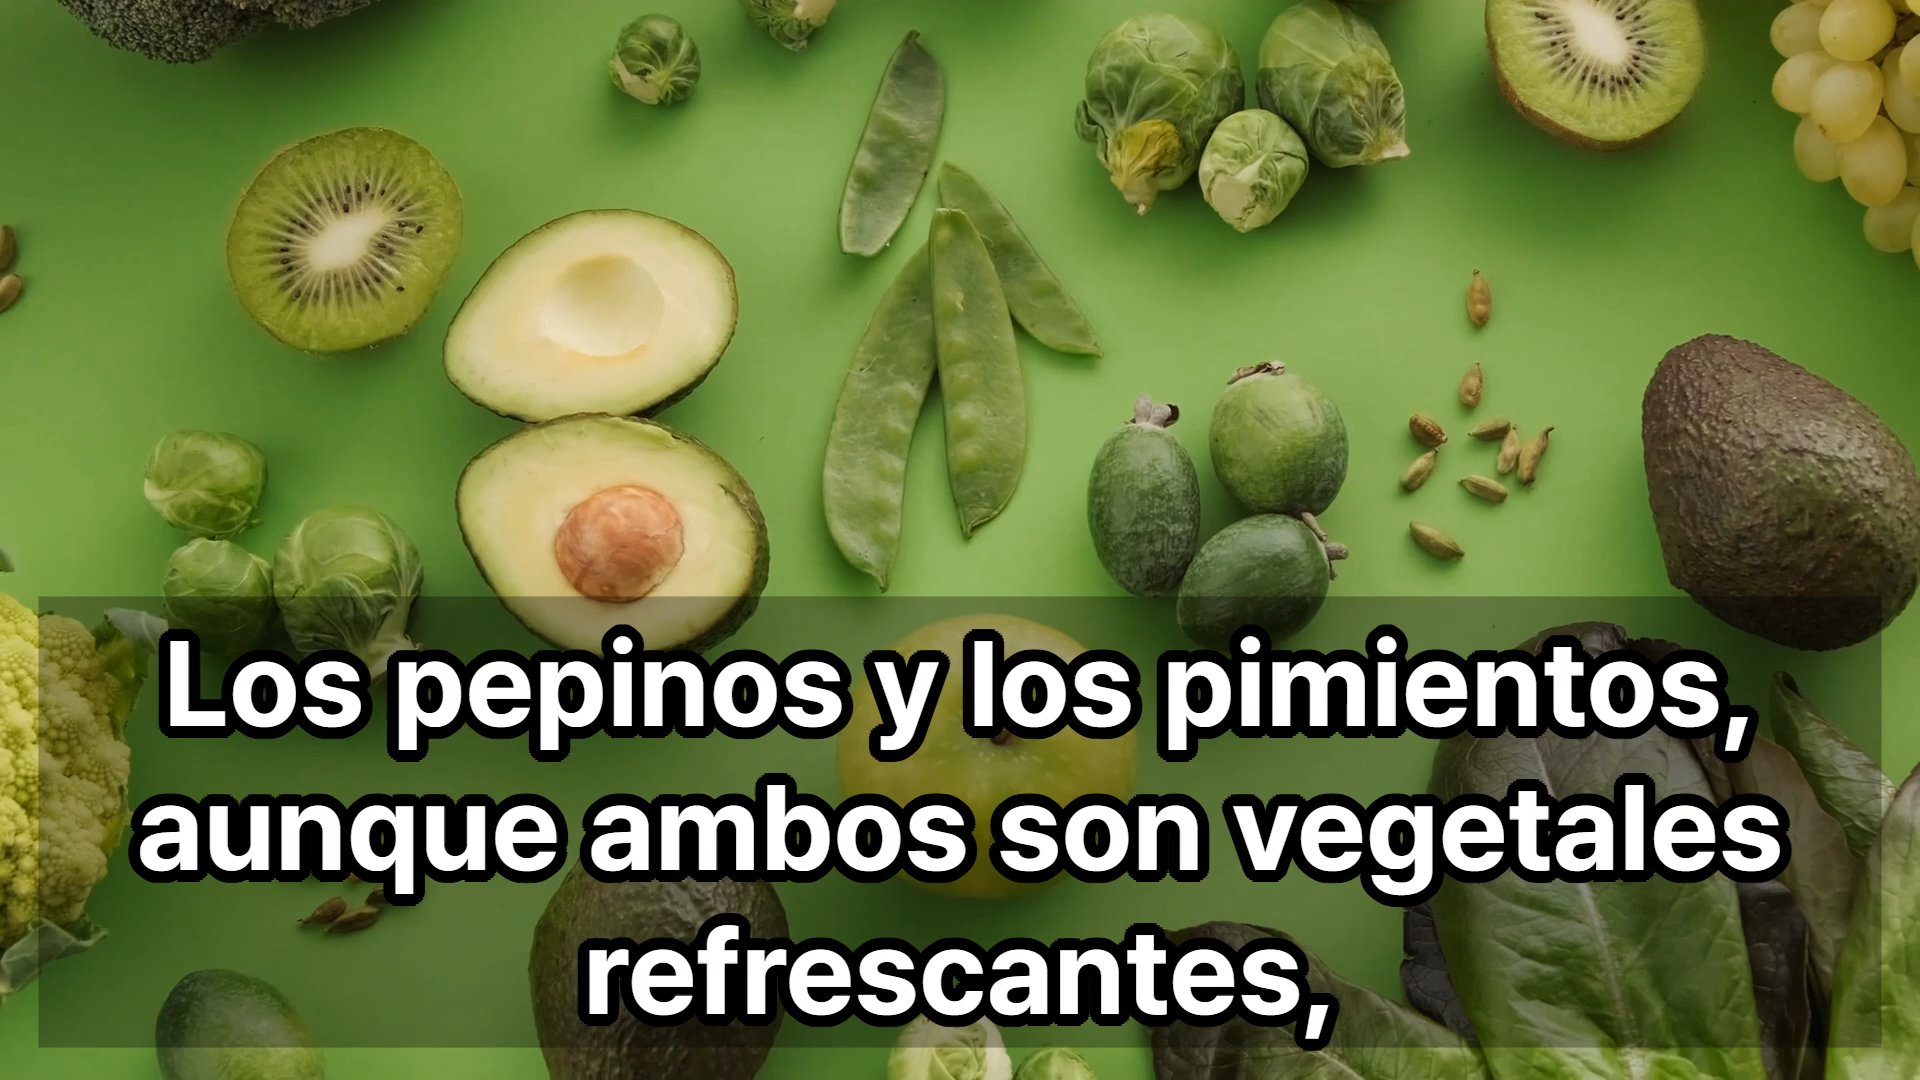 Los pepinos y los pimientos,
aunque ambos son vegetales
refrescantes,